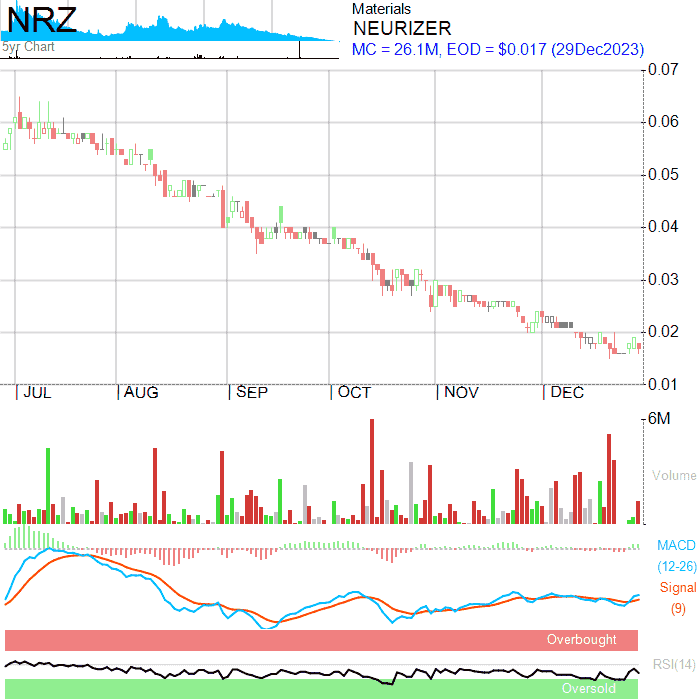 NRZ
5yr Chart
Materials
NEURIZER
MC = 26.1M, EOD = $0.017 (29Dec2023)
0.07
0.06
0.05
0.04
0.03
0.02
0.01
JUL AUG SEP OCT NOV DEC
6M
Volume
MACD
(12-26)
Signal
(9)
Overbought
RSI(14)
Oversold